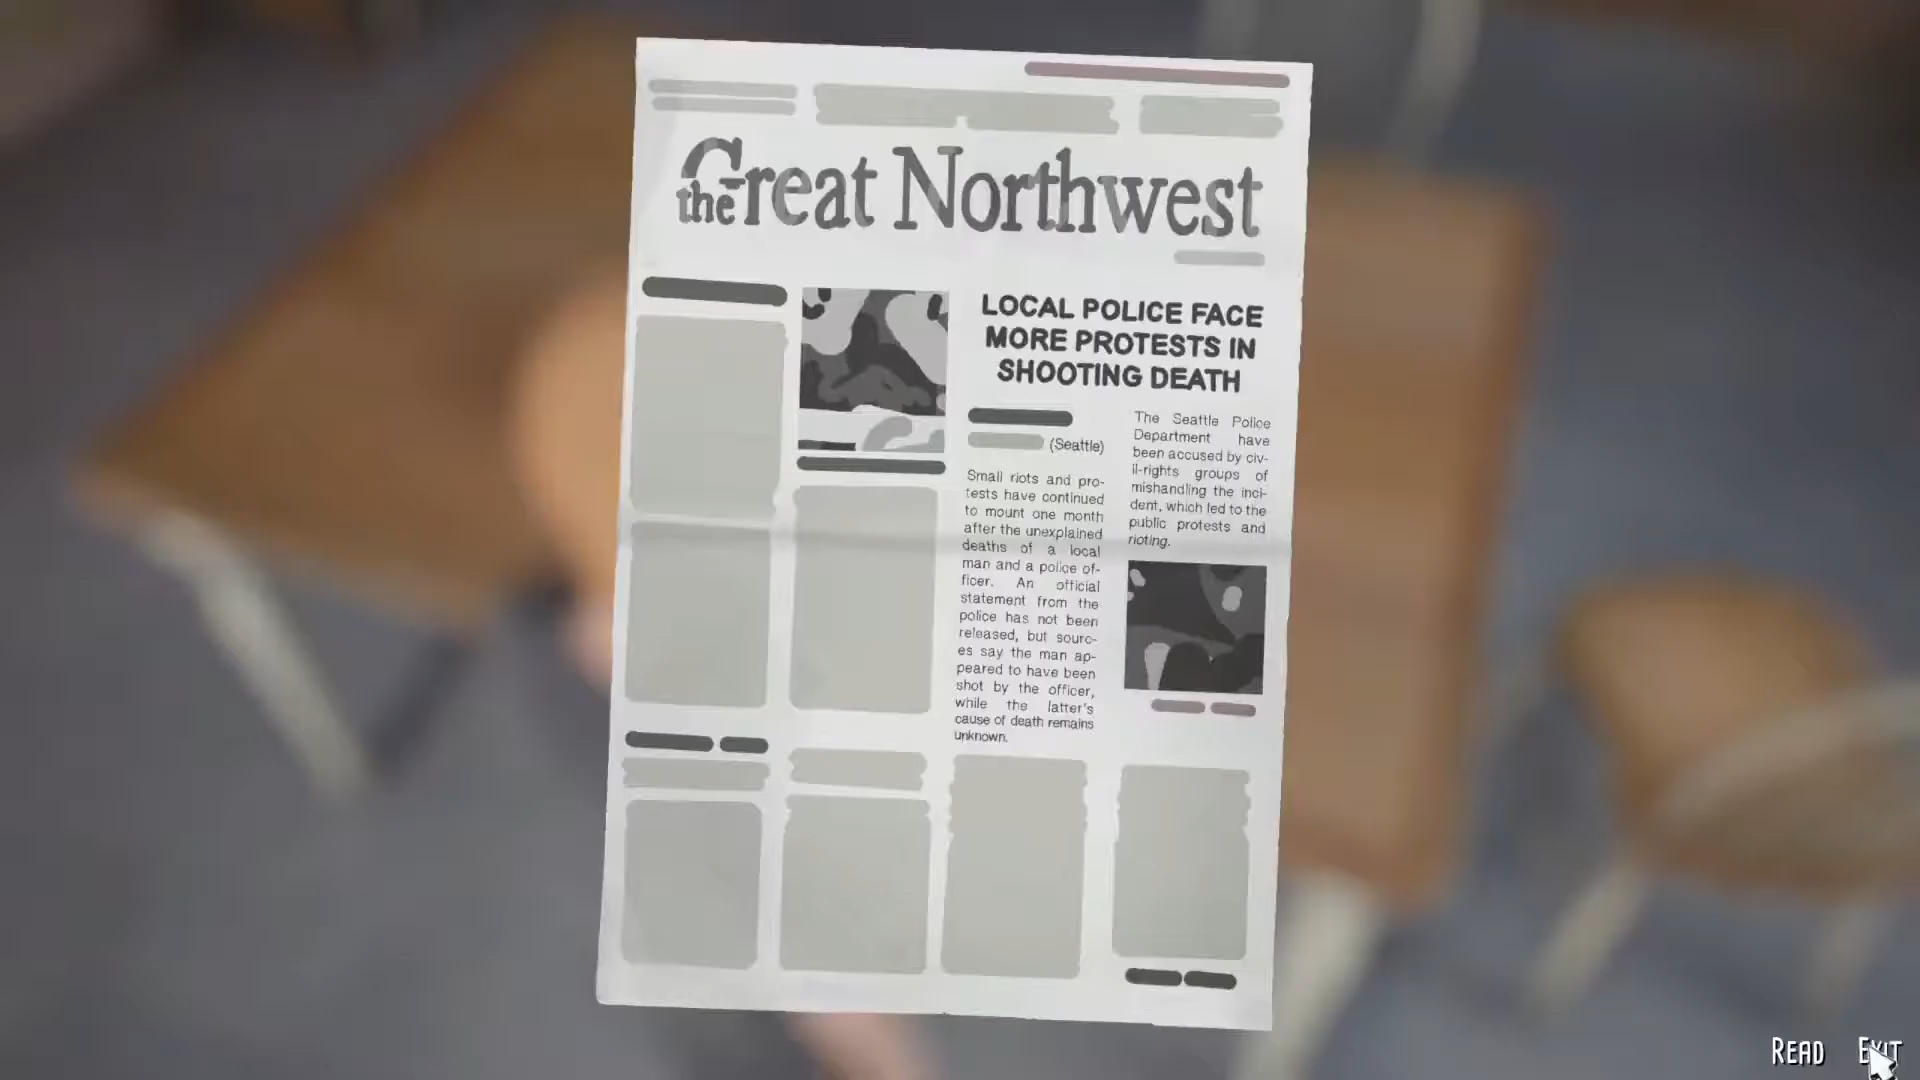 the Great Northwest
LOCAL POLICE FACE
MORE PROTESTS IN
SHOOTING DEATH
(Seattle)
Small riots and pro-
tests have continued
to mount one month
after the unexplained
deaths of a local
man and a police of-
ficer. An official
statement from the
police has not been
released, but sourc-
es say the man ap-
peared to have been
shot by the officer,
while the latter's
cause of death remains
unknown.
The Seattle Police
Department have
been accused by civ-
il-rights groups of
mishandling the inci-
dent, which led to the
public protests and
rioting.
READ EXIT